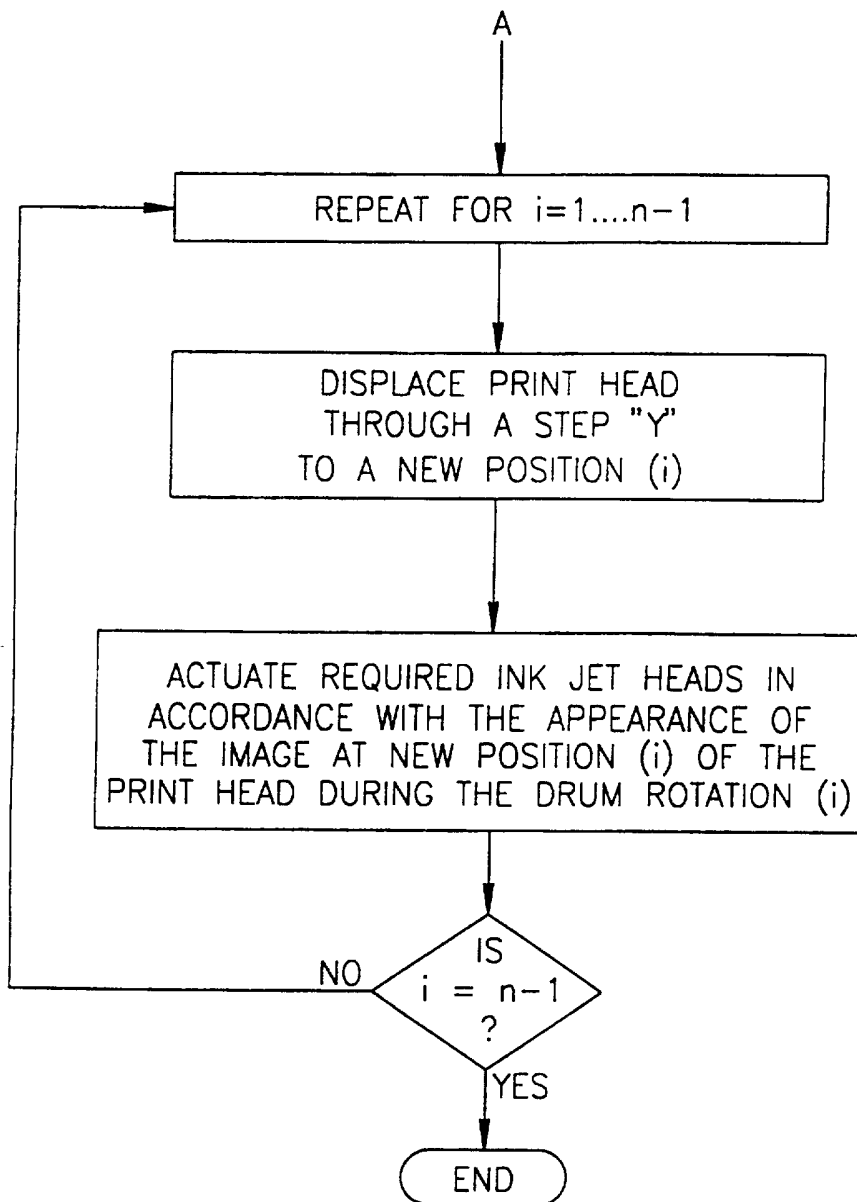 A
REPEAT FOR i=1....n-1
DISPLACE PRINT HEAD
THROUGH A STEP "Y"
TO A NEW POSITION (i)
ACTUATE REQUIRED INK JET HEADS IN
ACCORDANCE WITH THE APPEARANCE OF
THE IMAGE AT NEW POSITION (i) OF THE
PRINT HEAD DURING THE DRUM ROTATION (i)
IS
NO
i = n-1
?
YES
END